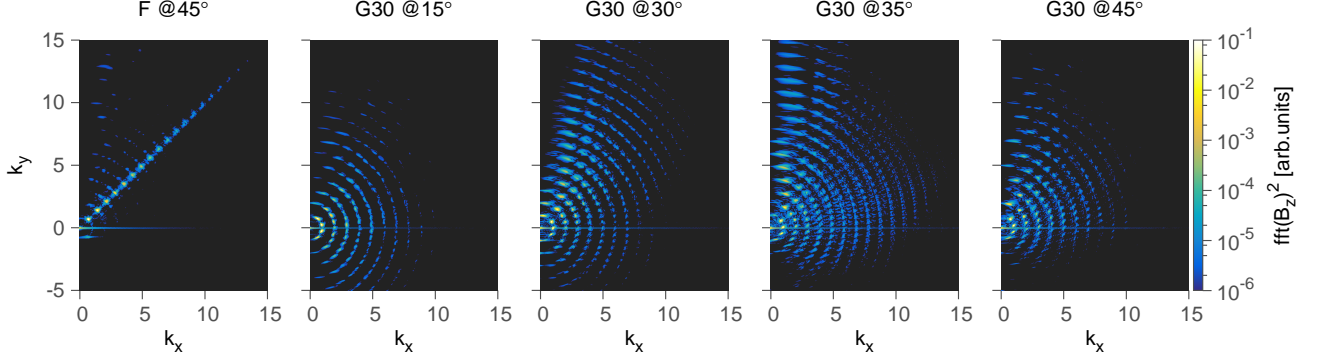 F @45° G30 @15° G30 @30° G30 @35° G30 @45°
15
10
5
0
-5
k_y
0 5 10 15 0 5 10 15 0 5 10 15 0 5 10 15 0 5 10 15
k_x k_x k_x k_x k_x
10^-1
10^-2
10^-3
10^-4
10^-5
10^-6
fft(B_z)^2 [arb.units]